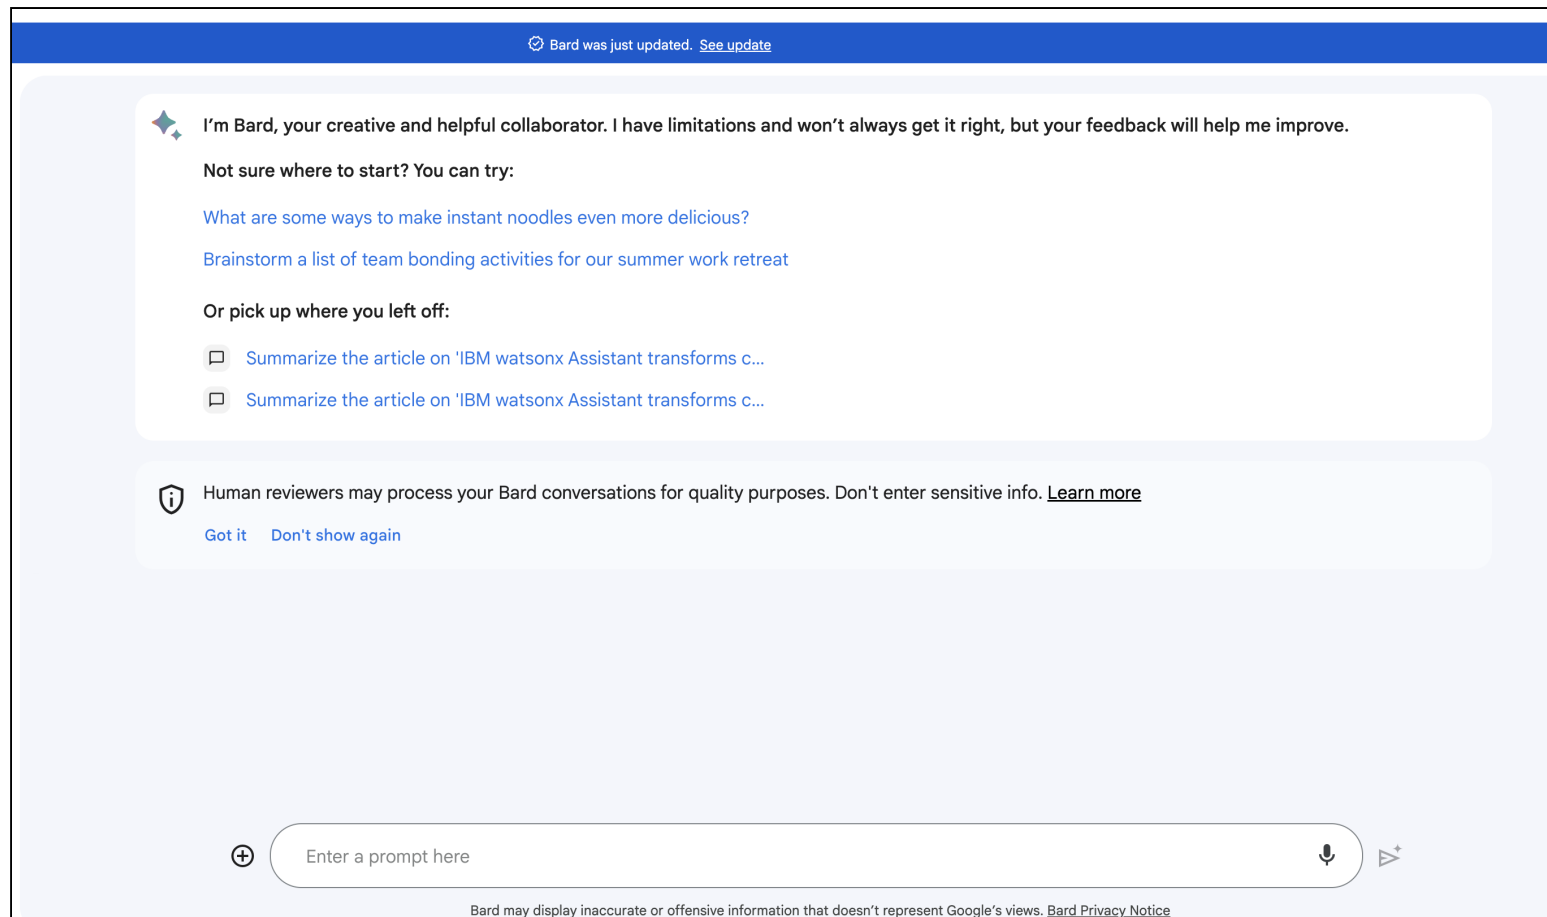 Bard was just updated. See update
I’m Bard, your creative and helpful collaborator. I have limitations and won’t always get it right, but your feedback will help me improve.
Not sure where to start? You can try:
What are some ways to make instant noodles even more delicious?
Brainstorm a list of team bonding activities for our summer work retreat
Or pick up where you left off:
Summarize the article on 'IBM watsonx Assistant transforms c...
Summarize the article on 'IBM watsonx Assistant transforms c...
Human reviewers may process your Bard conversations for quality purposes. Don't enter sensitive info. Learn more
Got it Don't show again
Enter a prompt here
Bard may display inaccurate or offensive information that doesn’t represent Google’s views. Bard Privacy Notice